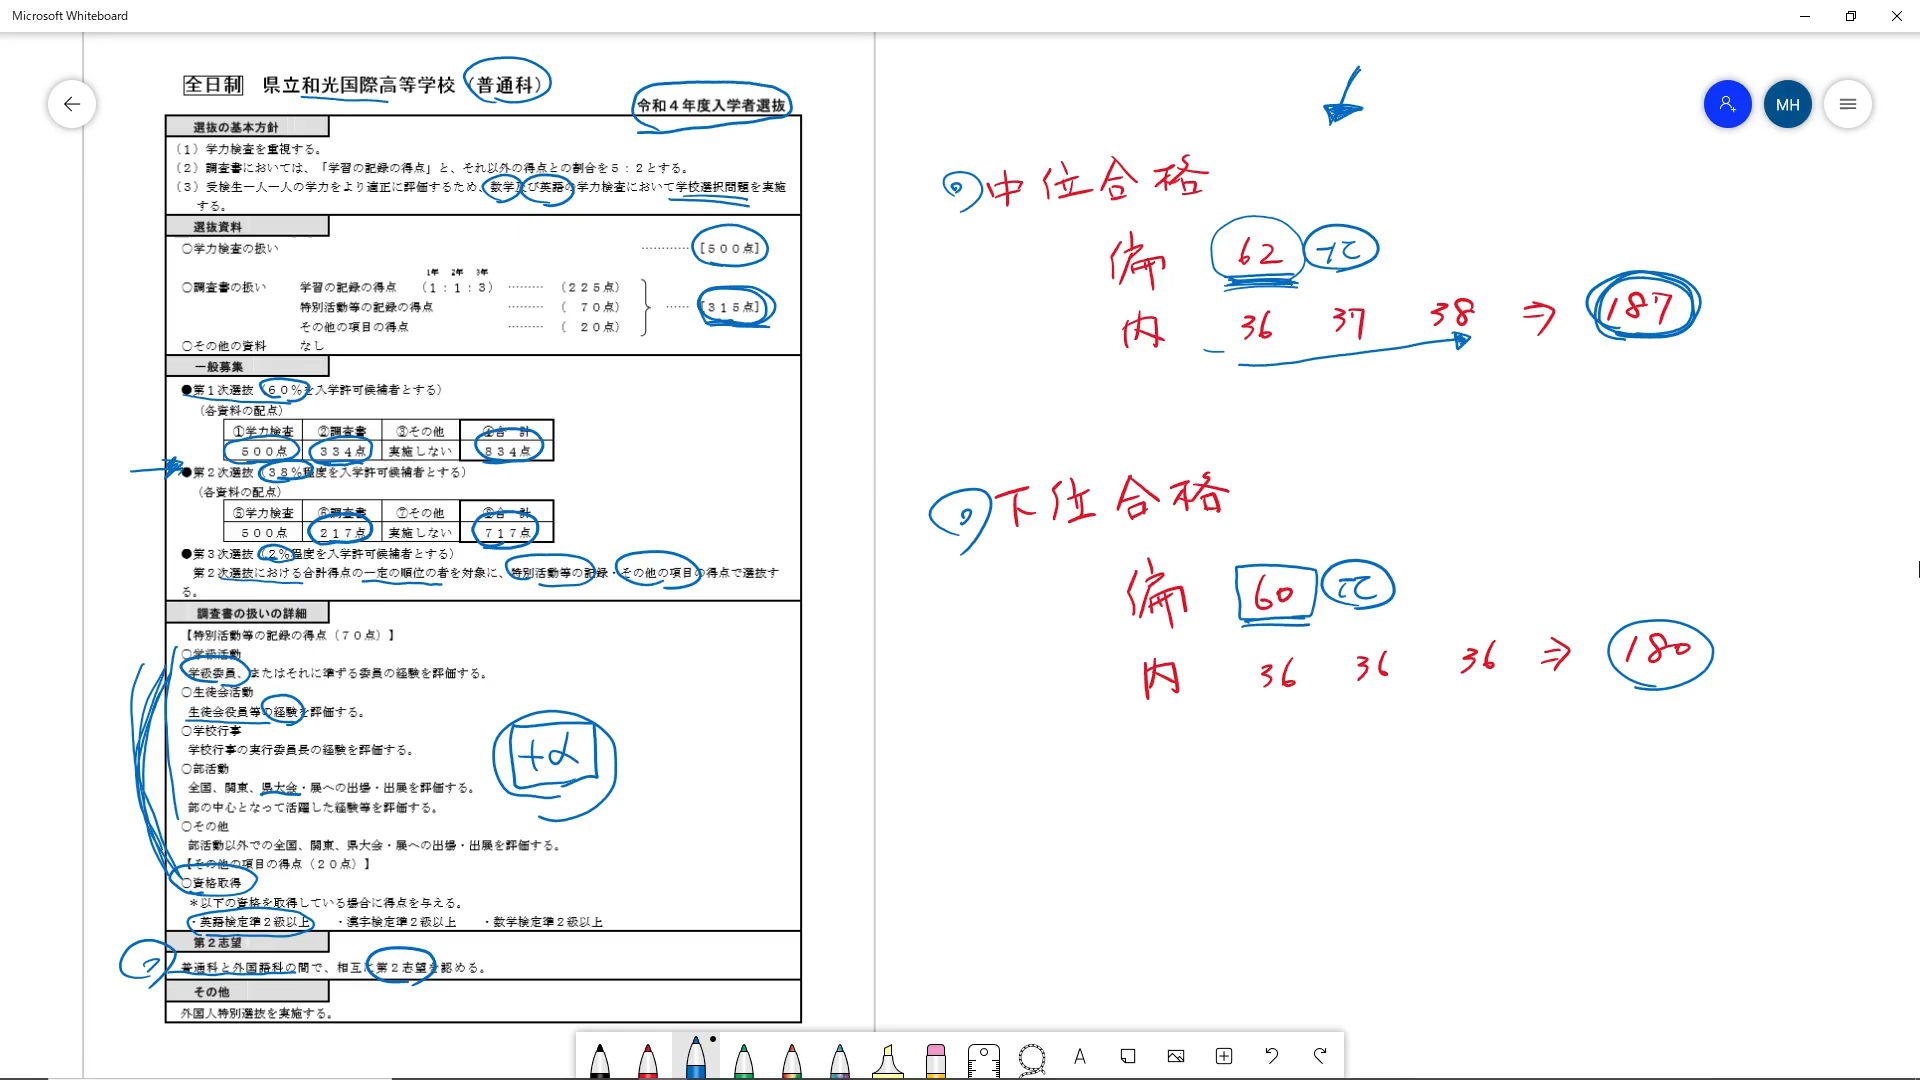 Microsoft Whiteboard
MH
全日制 県立和光国際高等学校 (普通科)
令和4年度入学者選抜
選抜の基本方針
(1)学力検査を重視する。
(2)調査書においては、「学習の記録の得点」と、それ以外の得点との割合を5:2とする。
(3)受検生一人一人の学力をより適正に評価するため、数学及び英語の学力検査において学校選択問題を実施
する。
選抜資料
○学力検査の扱い ………… [500点]
1年 2年 3年
○調査書の扱い 学習の記録の得点 (1:1:3) ……… (225点)
特別活動等の記録の得点 ……… ( 70点) …… [315点]
その他の項目の得点 ……… ( 20点)
○その他の資料 なし
一般募集
●第1次選抜(60%を入学許可候補者とする)
(各資料の配点)
①学力検査 ②調査書 ③その他 ④合 計
500点 334点 実施しない 834点
●第2次選抜(38%程度を入学許可候補者とする)
(各資料の配点)
⑤学力検査 ⑥調査書 ⑦その他 ⑧合 計
500点 217点 実施しない 717点
●第3次選抜(2%程度を入学許可候補者とする)
第2次選抜における合計得点の一定の順位の者を対象に、特別活動等の記録・その他の項目の得点で選抜す
る。
調査書の扱いの詳細
【特別活動等の記録の得点(70点)】
○学級活動
学級委員、またはそれに準ずる委員の経験を評価する。
○生徒会活動
生徒会役員等の経験を評価する。
○学校行事
学校行事の実行委員長の経験を評価する。
○部活動
全国、関東、県大会・展への出場・出展を評価する。
部の中心となって活躍した経験等を評価する。
○その他
部活動以外での全国、関東、県大会・展への出場・出展を評価する。
【その他の項目の得点(20点)】
○資格取得
*以下の資格を取得している場合に得点を与える。
・英語検定準2級以上 ・漢字検定準2級以上 ・数学検定準2級以上
第2志望
普通科と外国語科の間で、相互に第2志望を認める。
その他
外国人特別選抜を実施する。
+α
中位合格
偏 62
内 36 37 38 ⇒ 187
下位合格
偏 60
内 36 36 36 ⇒ 180